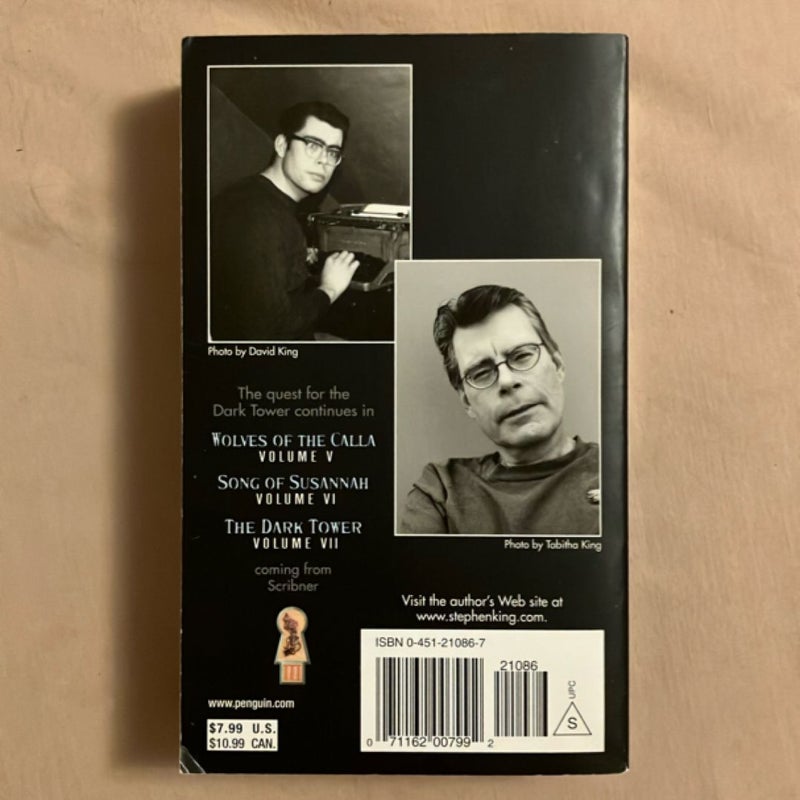 Photo by David King
The quest for the
Dark Tower continues in
WOLVES OF THE CALLA
VOLUME V
SONG OF SUSANNAH
VOLUME VI
THE DARK TOWER
VOLUME VII
coming from
Scribner
Photo by Tabitha King
Visit the author's Web site at
www.stephenking.com.
ISBN 0-451-21086-7
21086
UPC
S
0 71162 00799 2
www.penguin.com
$7.99 U.S.
$10.99 CAN.